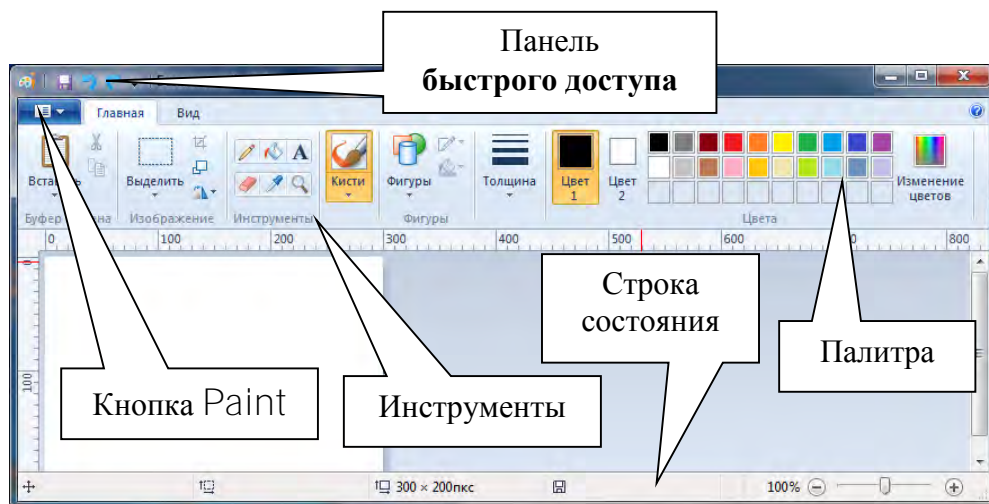 Панель
быстрого доступа
Главная Вид
Вставить
Выделить
Кисти
Фигуры
Толщина
Цвет
1
Цвет
2
Изменение
цветов
Изображение
Инструменты
Фигуры
Цвета
0 100 200 300 400 500 600 800
100
Строка
состояния
Палитра
Кнопка Paint
Инструменты
300 × 200пкс
100%